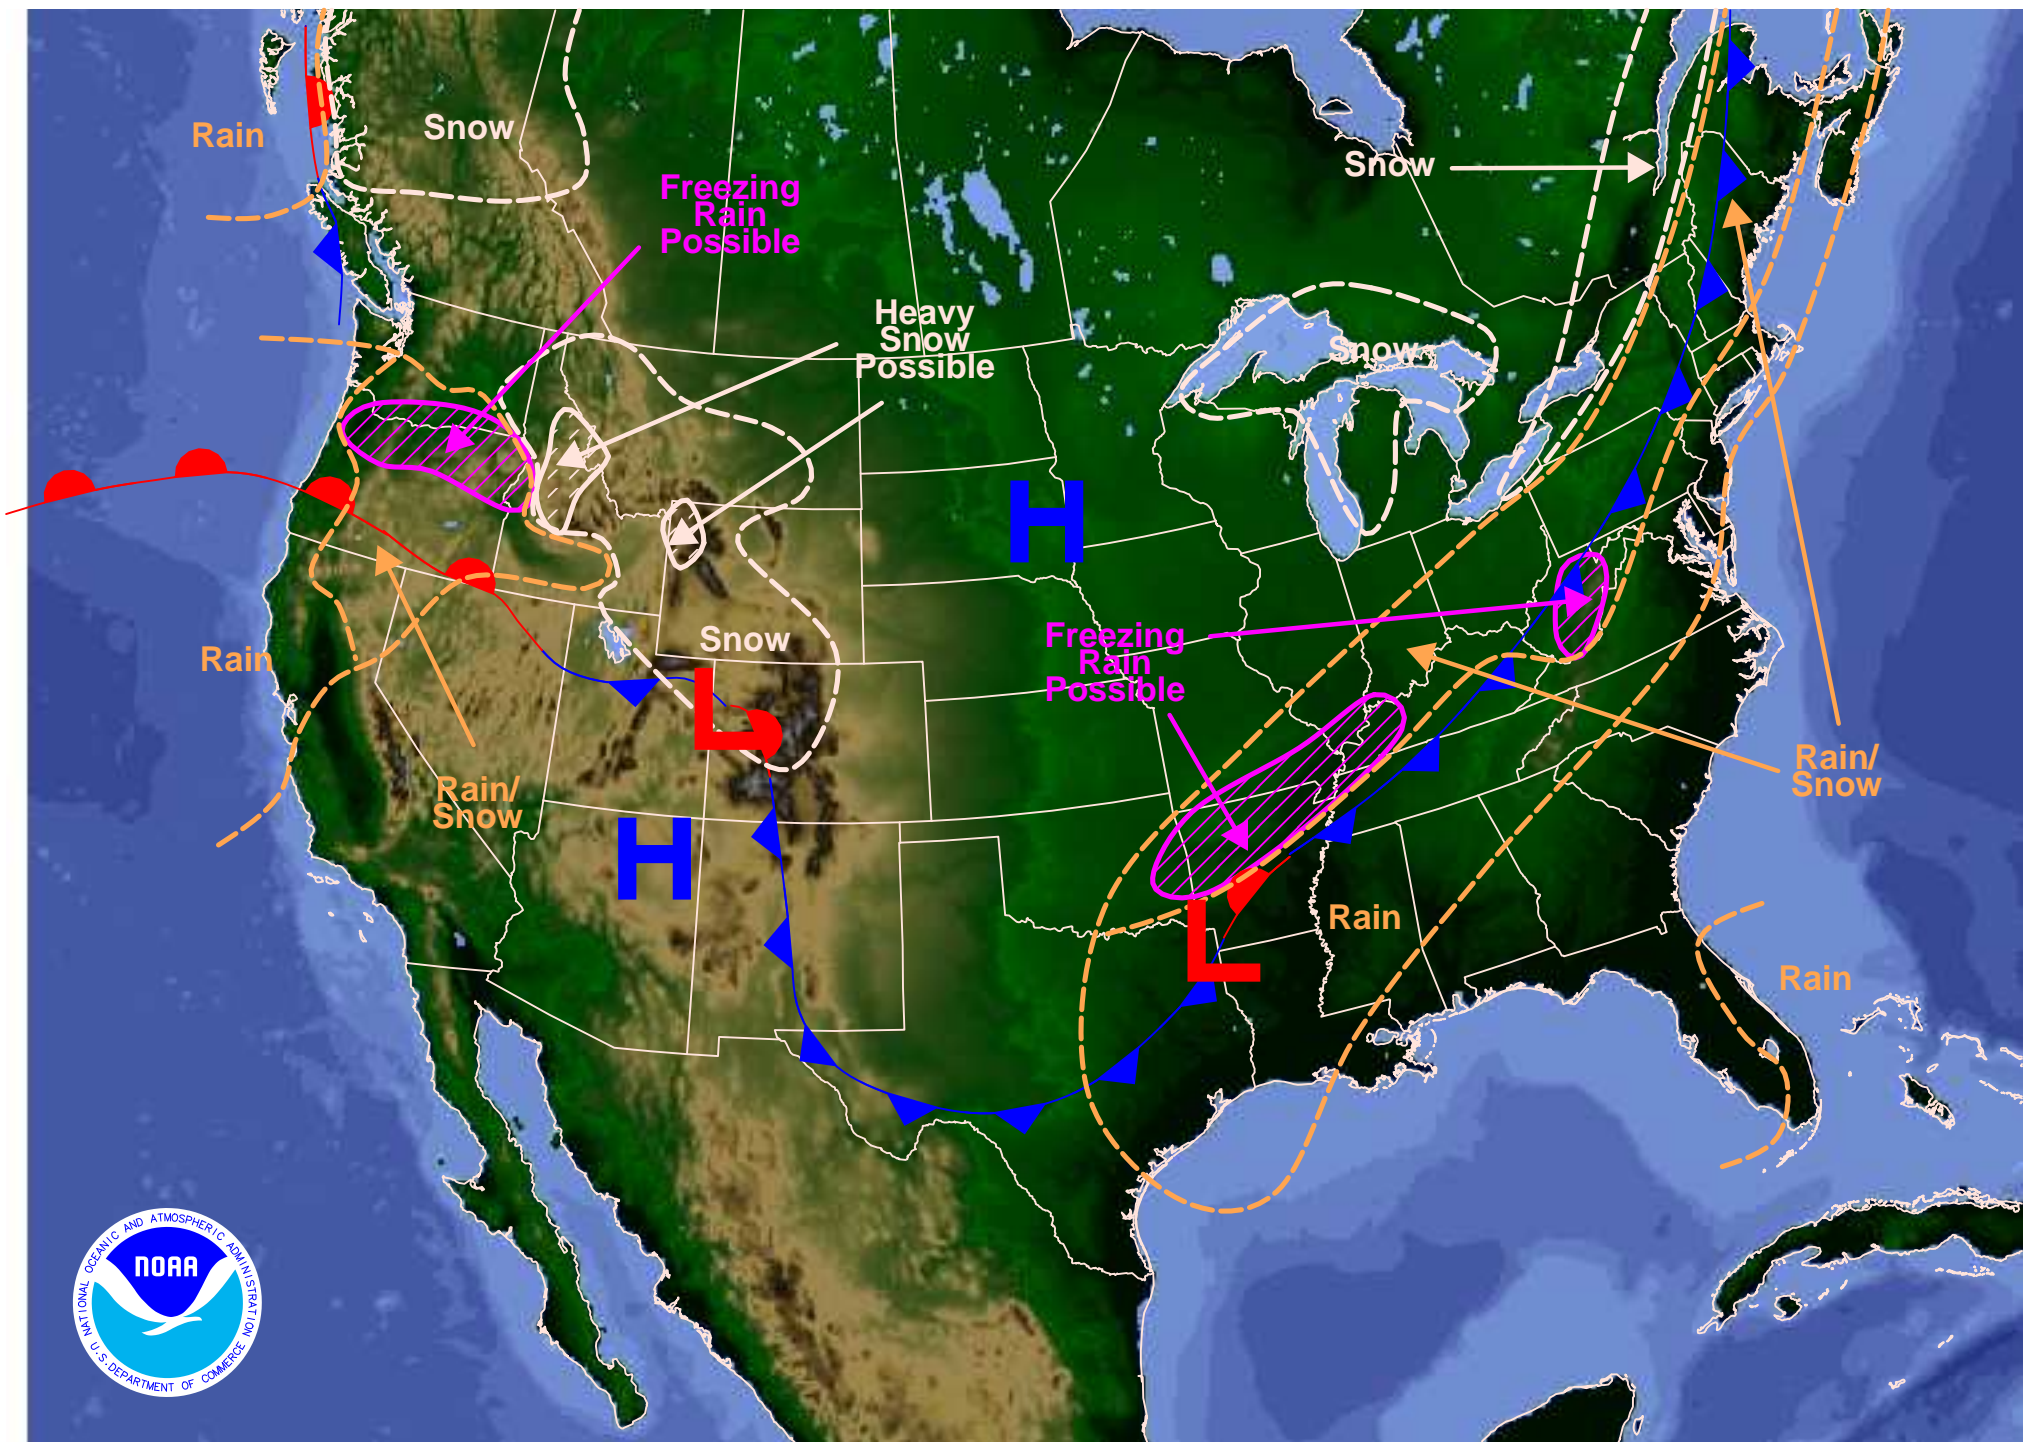 Rain
Snow
Freezing
Rain
Possible
Snow
Heavy
Snow
Possible
Snow
H
Freezing
Rain
Possible
Rain
Snow
L
Rain/
Snow
Rain/
Snow
H
L
Rain
Rain
NATIONAL OCEANIC AND ATMOSPHERIC ADMINISTRATION
NOAA
U.S. DEPARTMENT OF COMMERCE